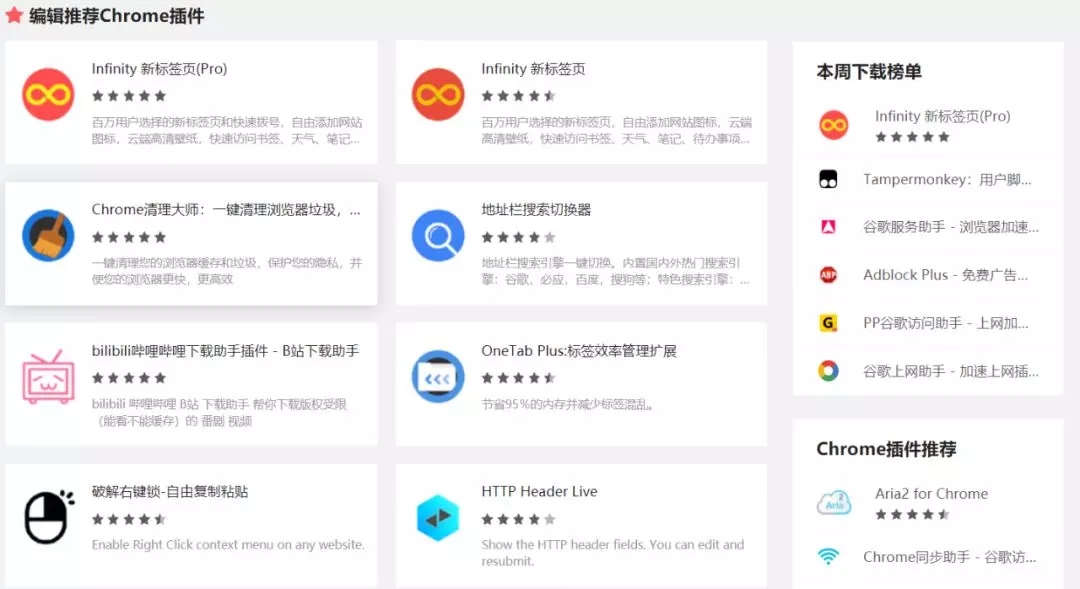 编辑推荐Chrome插件
Infinity 新标签页(Pro)
百万用户选择的新标签页和快速拨号，自由添加网站
图标，云端高清壁纸，快速访问书签、天气、笔记...
Infinity 新标签页
百万用户选择的新标签页，自由添加网站图标，云端
高清壁纸，快速访问书签、天气、笔记、待办事项...
Chrome清理大师：一键清理浏览器垃圾，...
一键清理您的浏览器缓存和垃圾，保护您的隐私，并
使您的浏览器更快，更高效
地址栏搜索切换器
地址栏搜索引擎一键切换。内置国内外热门搜索引
擎：谷歌，必应，百度，搜狗等；特色搜索引擎：...
bilibili哔哩哔哩下载助手插件 - B站下载助手
bilibili 哔哩哔哩 B站 下载助手 帮你下载版权受限
（能看不能缓存）的 番剧 视频
OneTab Plus:标签效率管理扩展
节省95%的内存并减少标签混乱。
破解右键锁-自由复制粘贴
Enable Right Click context menu on any website.
HTTP Header Live
Show the HTTP header fields. You can edit and
resubmit.
本周下载榜单
Infinity 新标签页(Pro)
Tampermonkey：用户脚...
谷歌服务助手 - 浏览器加速...
ABP
Adblock Plus - 免费广告...
G
PP谷歌访问助手 - 上网加...
谷歌上网助手 - 加速上网插...
Chrome插件推荐
2
Aria
Aria2 for Chrome
Chrome同步助手 - 谷歌访...